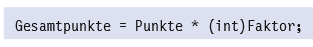 Gesamtpunkte = Punkte * (int)Faktor;